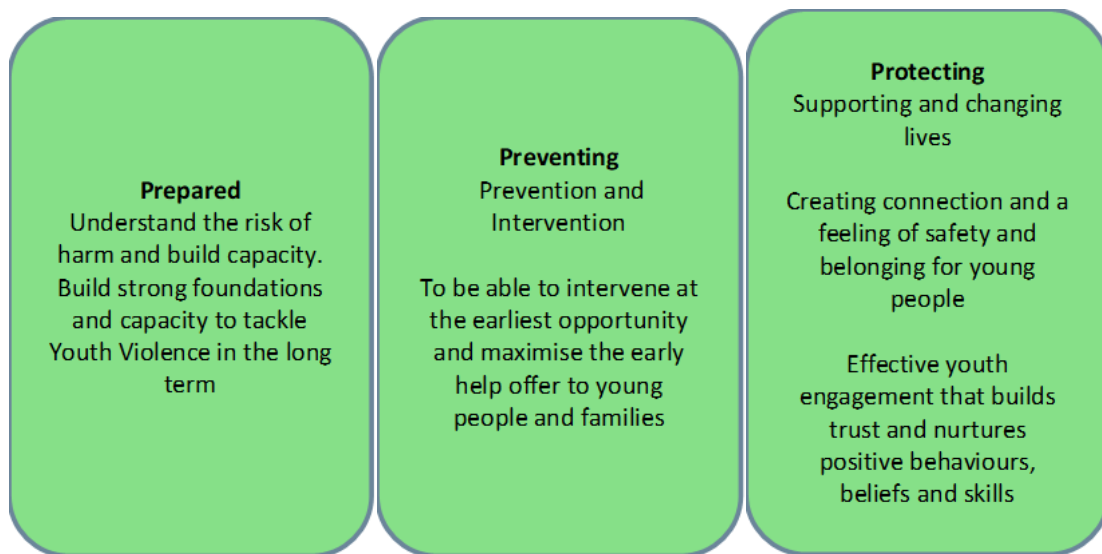 Prepared
Understand the risk of
harm and build capacity.
Build strong foundations
and capacity to tackle
Youth Violence in the long
term
Preventing
Prevention and
Intervention
To be able to intervene at
the earliest opportunity
and maximise the early
help offer to young
people and families
Protecting
Supporting and changing
lives
Creating connection and a
feeling of safety and
belonging for young
people
Effective youth
engagement that builds
trust and nurtures
positive behaviours,
beliefs and skills